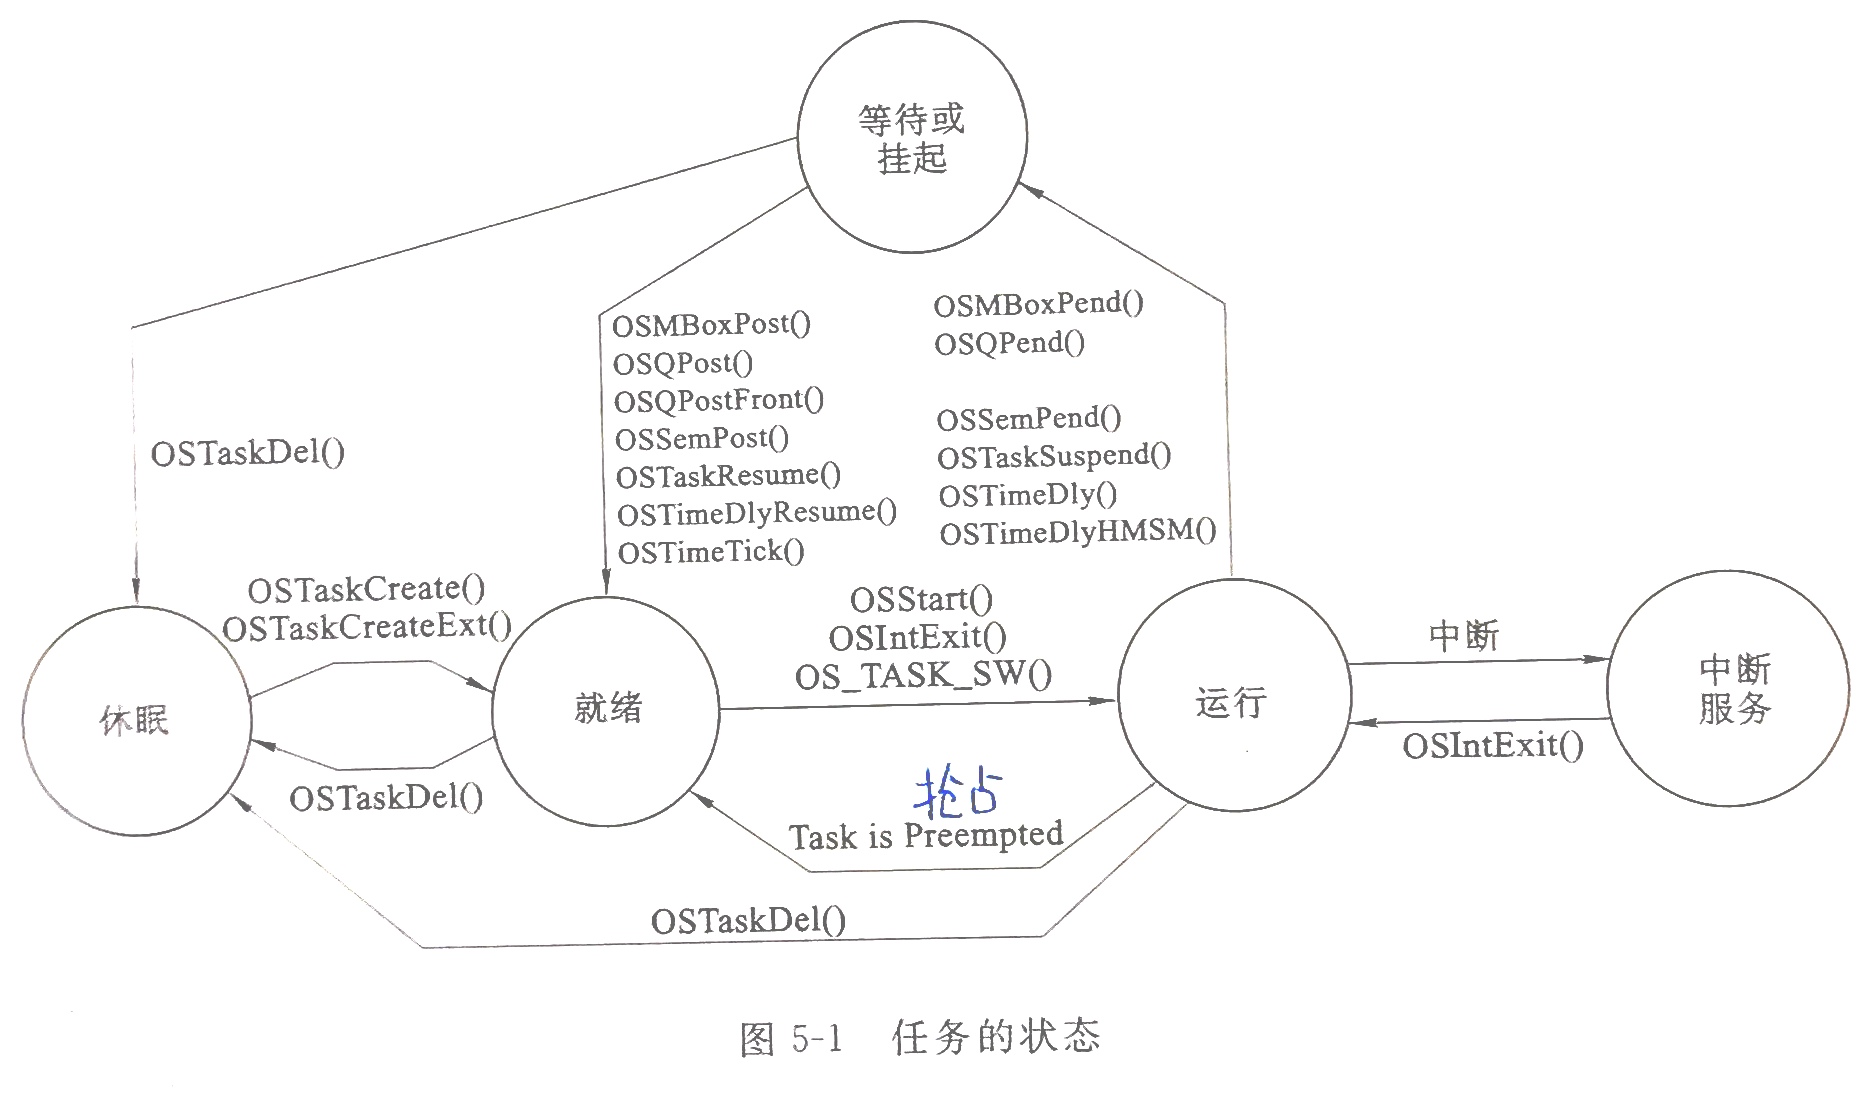 等待或
挂起
OSMBoxPost()
OSQPost()
OSQPostFront()
OSSemPost()
OSTaskResume()
OSTimeDlyResume()
OSTimeTick()
OSMBoxPend()
OSQPend()
OSSemPend()
OSTaskSuspend()
OSTimeDly()
OSTimeDlyHMSM()
OSTaskDel()
OSTaskCreate()
OSTaskCreateExt()
OSStart()
OSIntExit()
OS_TASK_SW()
中断
休眠
就绪
运行
中断
服务
OSIntExit()
OSTaskDel()
抢占
Task is Preempted
OSTaskDel()
图 5-1 任务的状态